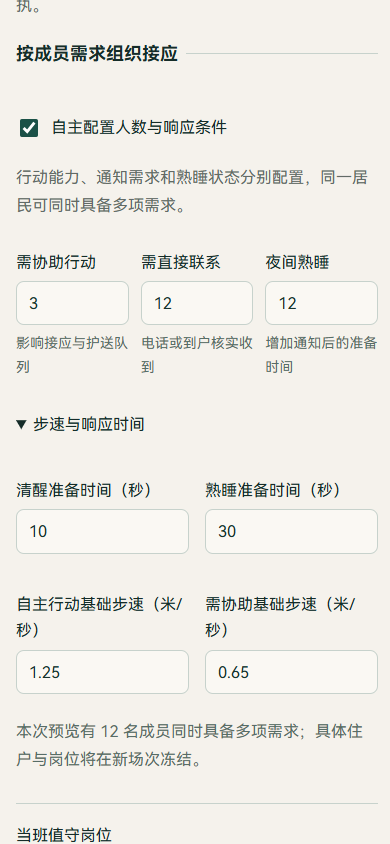 执。
按成员需求组织接应
自主配置人数与响应条件
行动能力、通知需求和熟睡状态分别配置，同一居
民可同时具备多项需求。
需协助行动 需直接联系 夜间熟睡
3 12 12
影响接应与护送队 电话或到户核实收 增加通知后的准备
列 到 时间
▼ 步速与响应时间
清醒准备时间（秒） 熟睡准备时间（秒）
10 30
自主行动基础步速（米/ 需协助基础步速（米/
秒） 秒）
1.25 0.65
本次预览有 12 名成员同时具备多项需求；具体住
户与岗位将在新场次冻结。
当班值守岗位